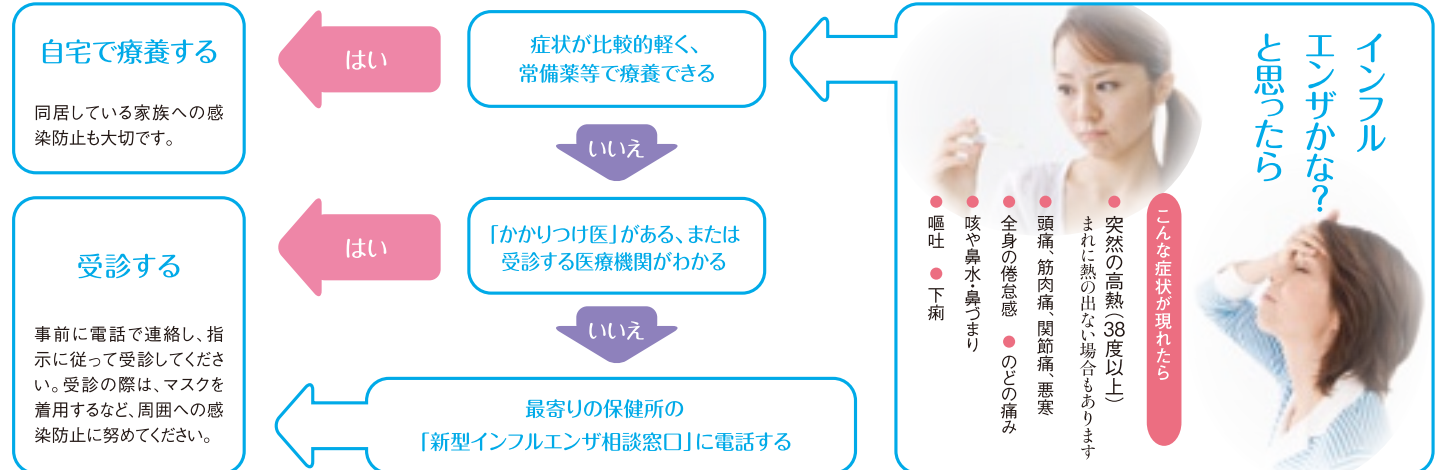 インフル
エンザかな？
と思ったら
こんな症状が現れたら
● 突然の高熱（38度以上）
まれに熱の出ない場合もあります
● 頭痛、筋肉痛、関節痛、悪寒
● 全身の倦怠感 ● のどの痛み
● 咳や鼻水・鼻づまり
● 嘔吐 ● 下痢
症状が比較的軽く、
常備薬等で療養できる
はい
自宅で療養する
同居している家族への感
染防止も大切です。
いいえ
「かかりつけ医」がある、または
受診する医療機関がわかる
はい
受診する
事前に電話で連絡し、指
示に従って受診してくださ
い。受診の際は、マスクを
着用するなど、周囲への感
染防止に努めてください。
いいえ
最寄りの保健所の
「新型インフルエンザ相談窓口」に電話する